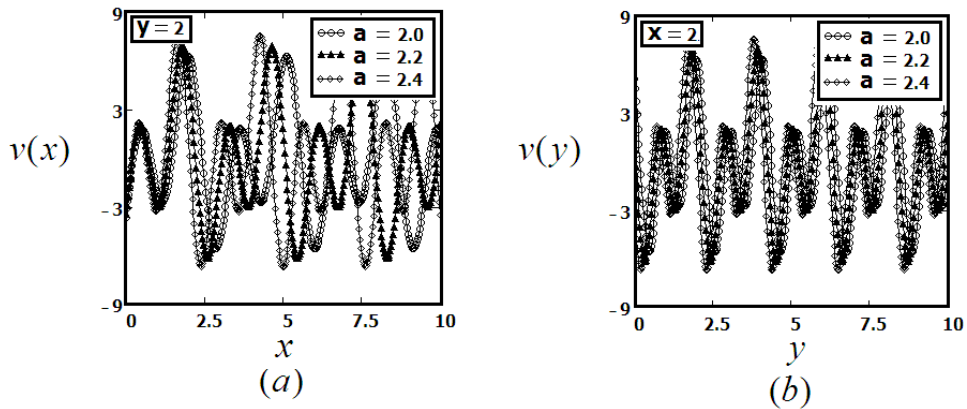 9
3
-3
-9
v(x)
y = 2
a = 2.0
a = 2.2
a = 2.4
0
2.5
5
7.5
10
x
(a)
9
3
-3
-9
v(y)
x = 2
a = 2.0
a = 2.2
a = 2.4
0
2.5
5
7.5
10
y
(b)